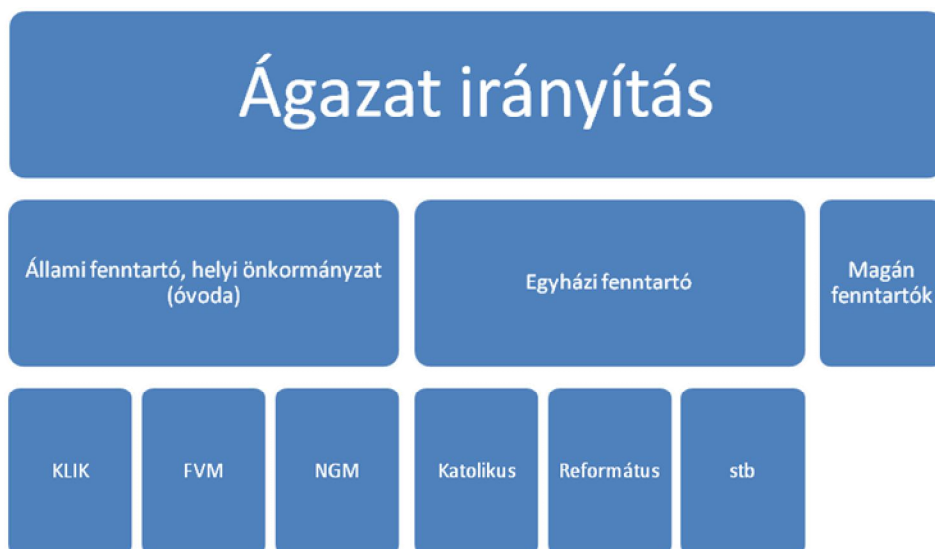 Ágazat irányítás
Állami fenntartó, helyi önkormányzat
(óvoda)
Egyházi fenntartó
Magán
fenntartók
KLIK
FVM
NGM
Katolikus
Református
stb